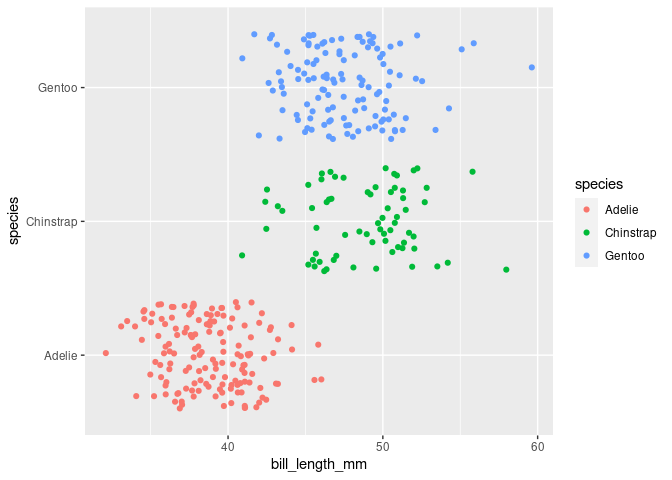 Gentoo
Chinstrap
Adelie
species
40
50
60
bill_length_mm
species
Adelie
Chinstrap
Gentoo